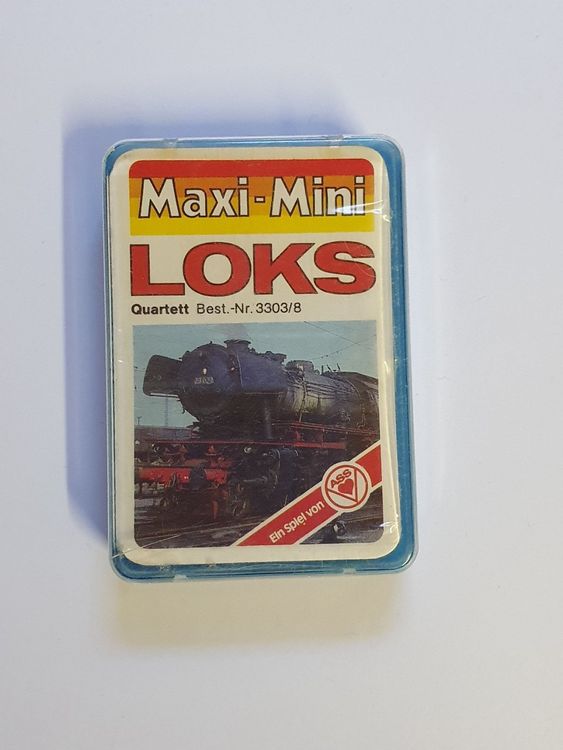 Maxi-Mini
LOKS
Quartett Best.-Nr. 3303/8
Ein Spiel von
ASS